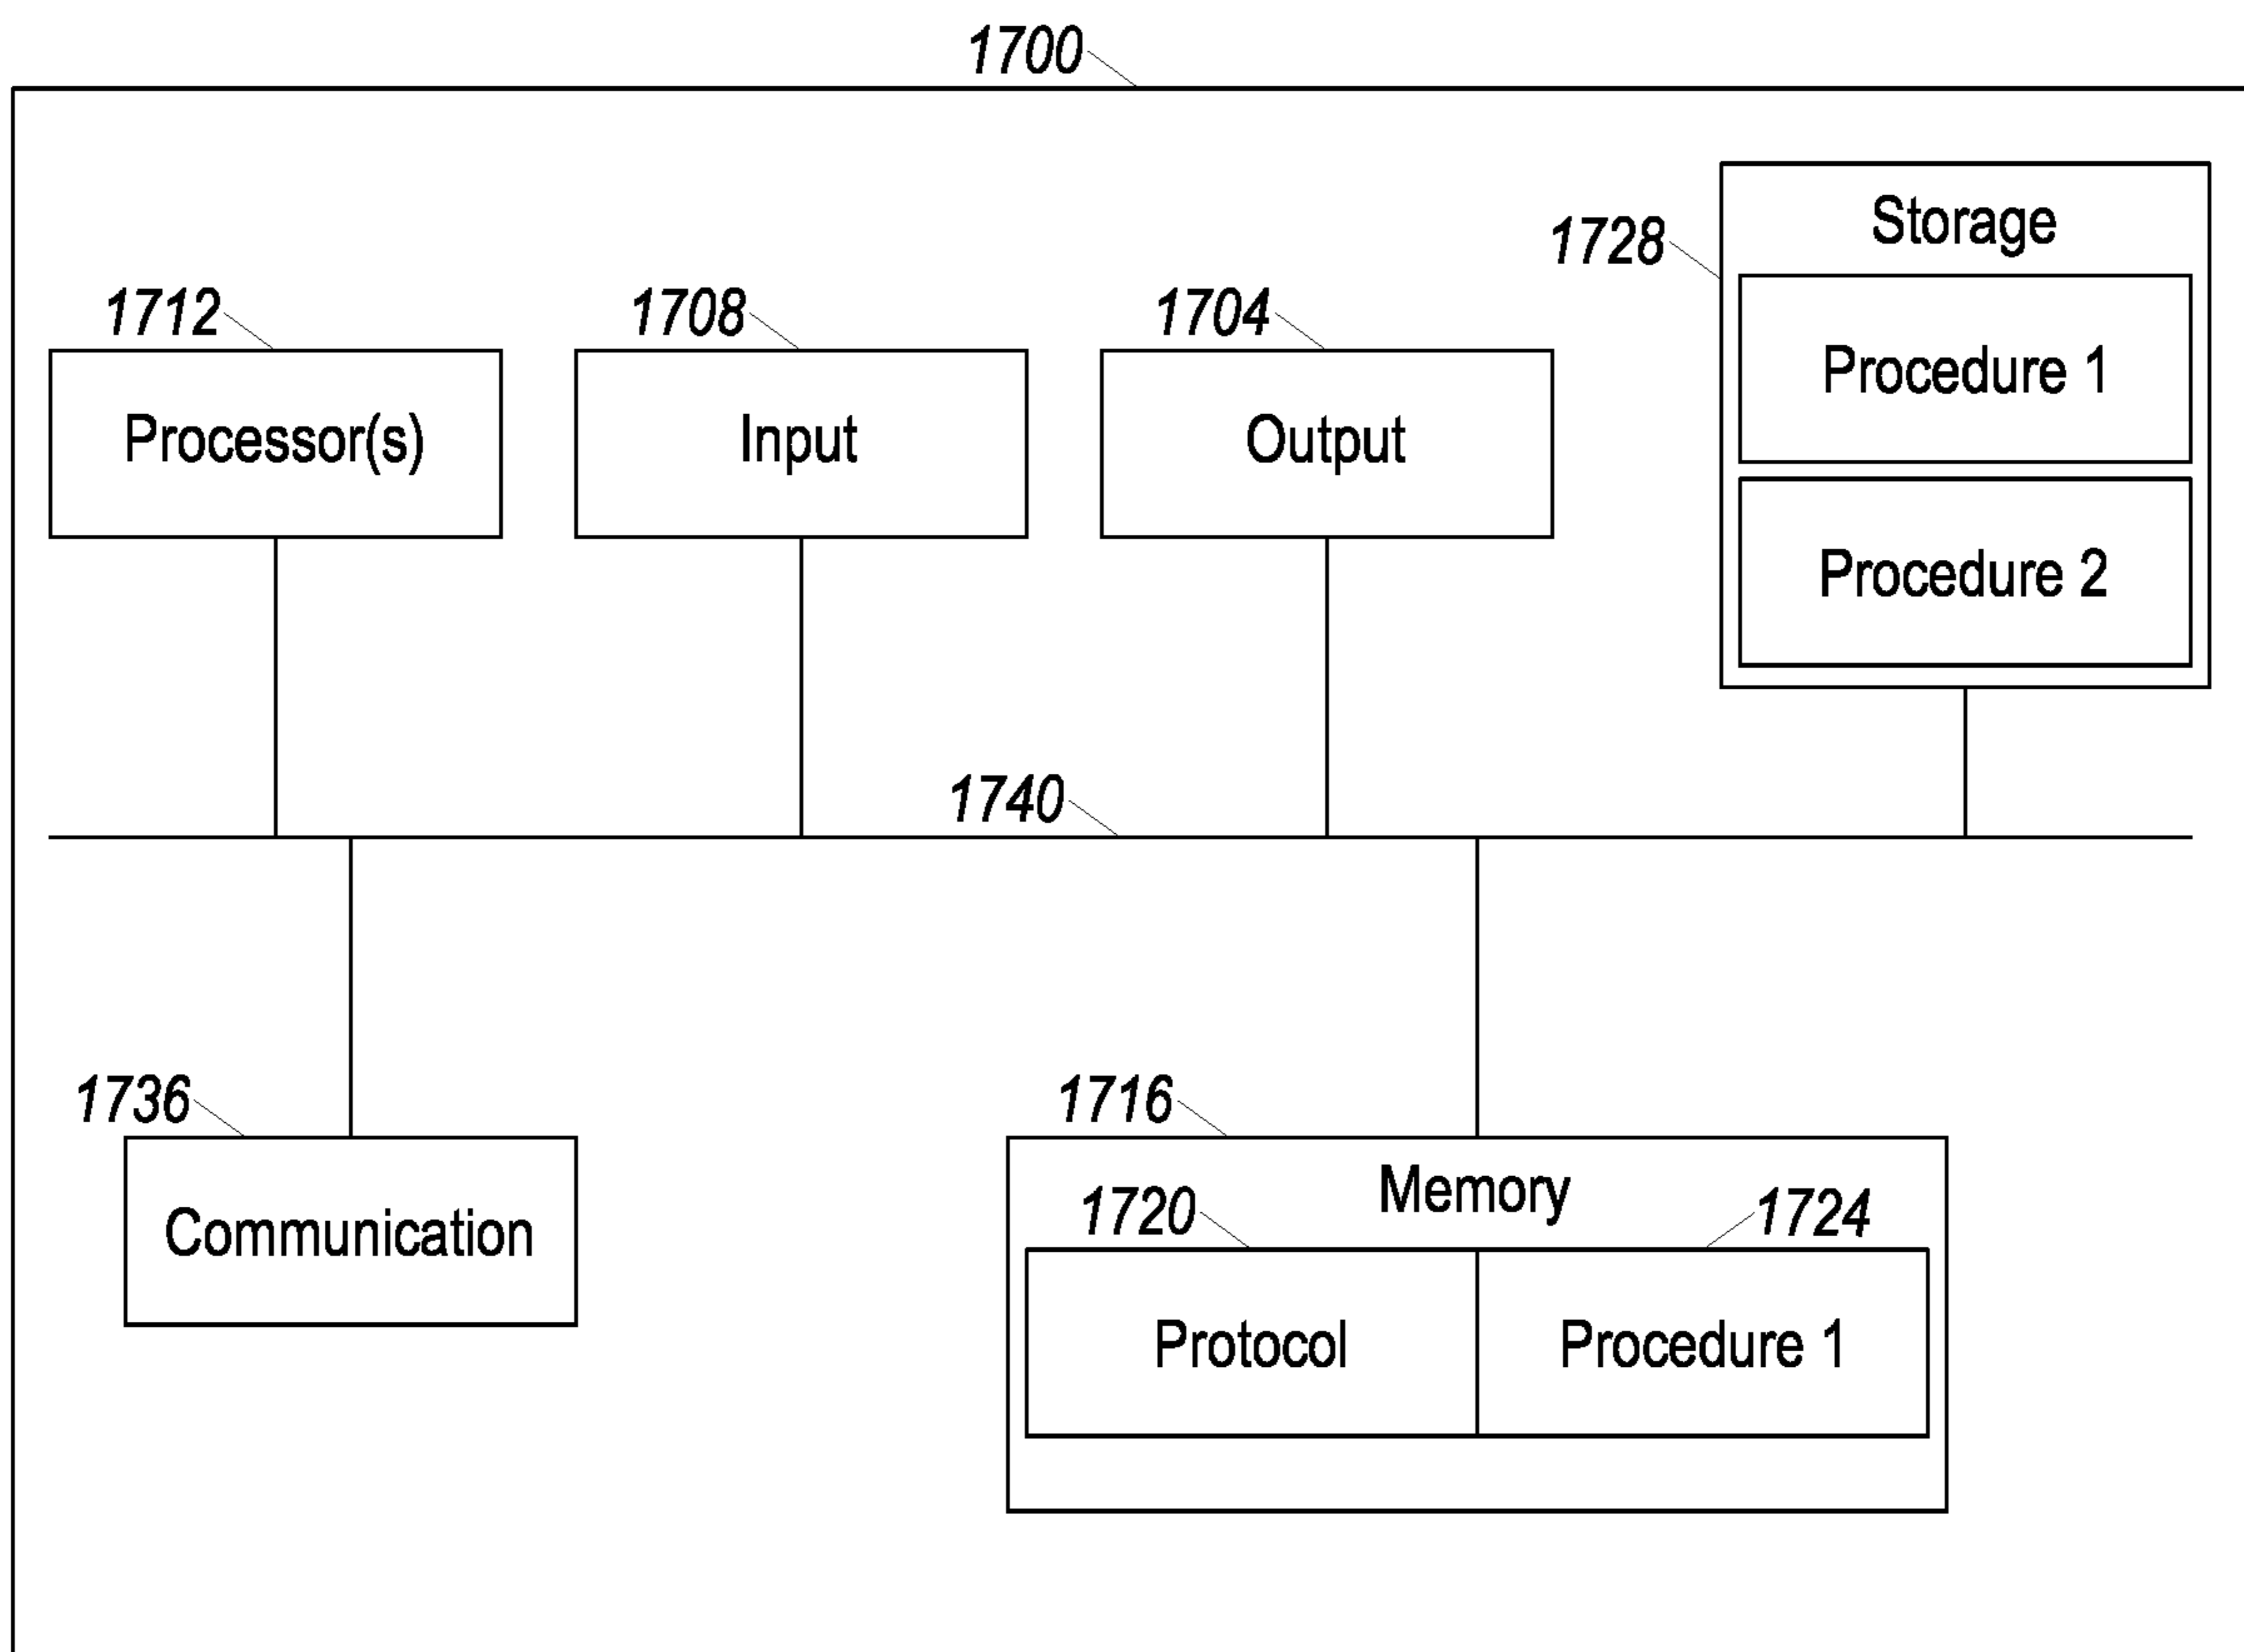 1700
1728
Storage
Procedure 1
Procedure 2
1712
Processor(s)
1708
Input
1704
Output
1740
1736
Communication
1716
Memory
1720
1724
Protocol
Procedure 1